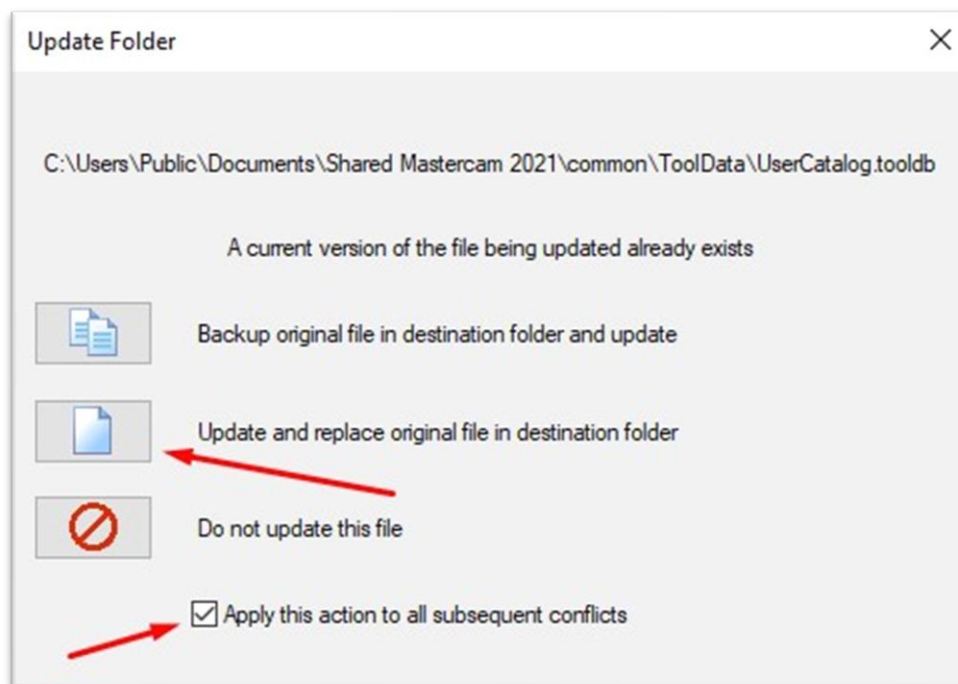 Update Folder
C:\Users\Public\Documents\Shared Mastercam 2021\common\ToolData\UserCatalog.tooldb
A current version of the file being updated already exists
Backup original file in destination folder and update
Update and replace original file in destination folder
Do not update this file
Apply this action to all subsequent conflicts